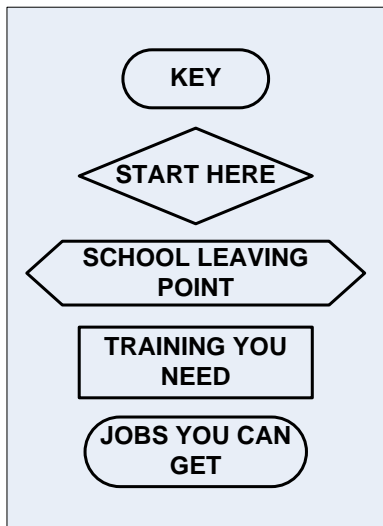 KEY
START HERE
SCHOOL LEAVING
POINT
TRAINING YOU
NEED
JOBS YOU CAN
GET